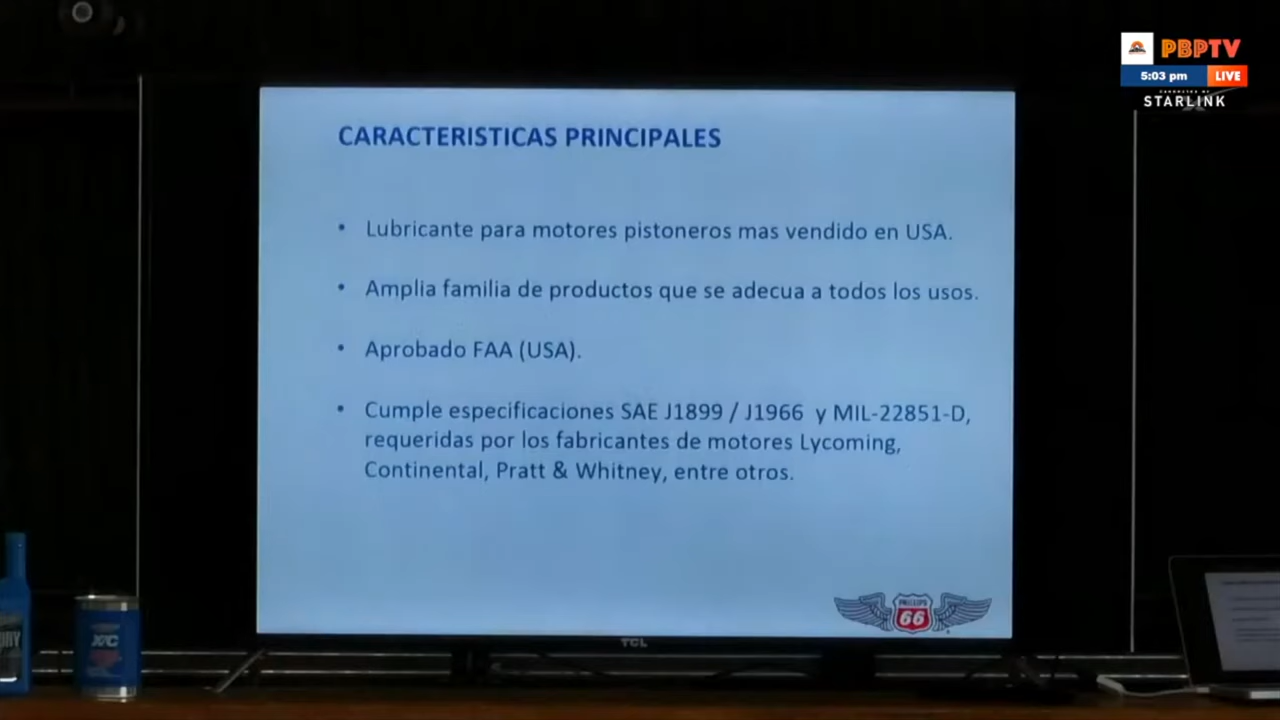 PBPTV
5:03 pm LIVE
STARLINK
CARACTERISTICAS PRINCIPALES
• Lubricante para motores pistoneros mas vendido en USA.
• Amplia familia de productos que se adecua a todos los usos.
• Aprobado FAA (USA).
• Cumple especificaciones SAE J1899 / J1966 y MIL-22851-D,
requeridas por los fabricantes de motores Lycoming,
Continental, Pratt & Whitney, entre otros.
PHILLIPS
66
TCL
X/C